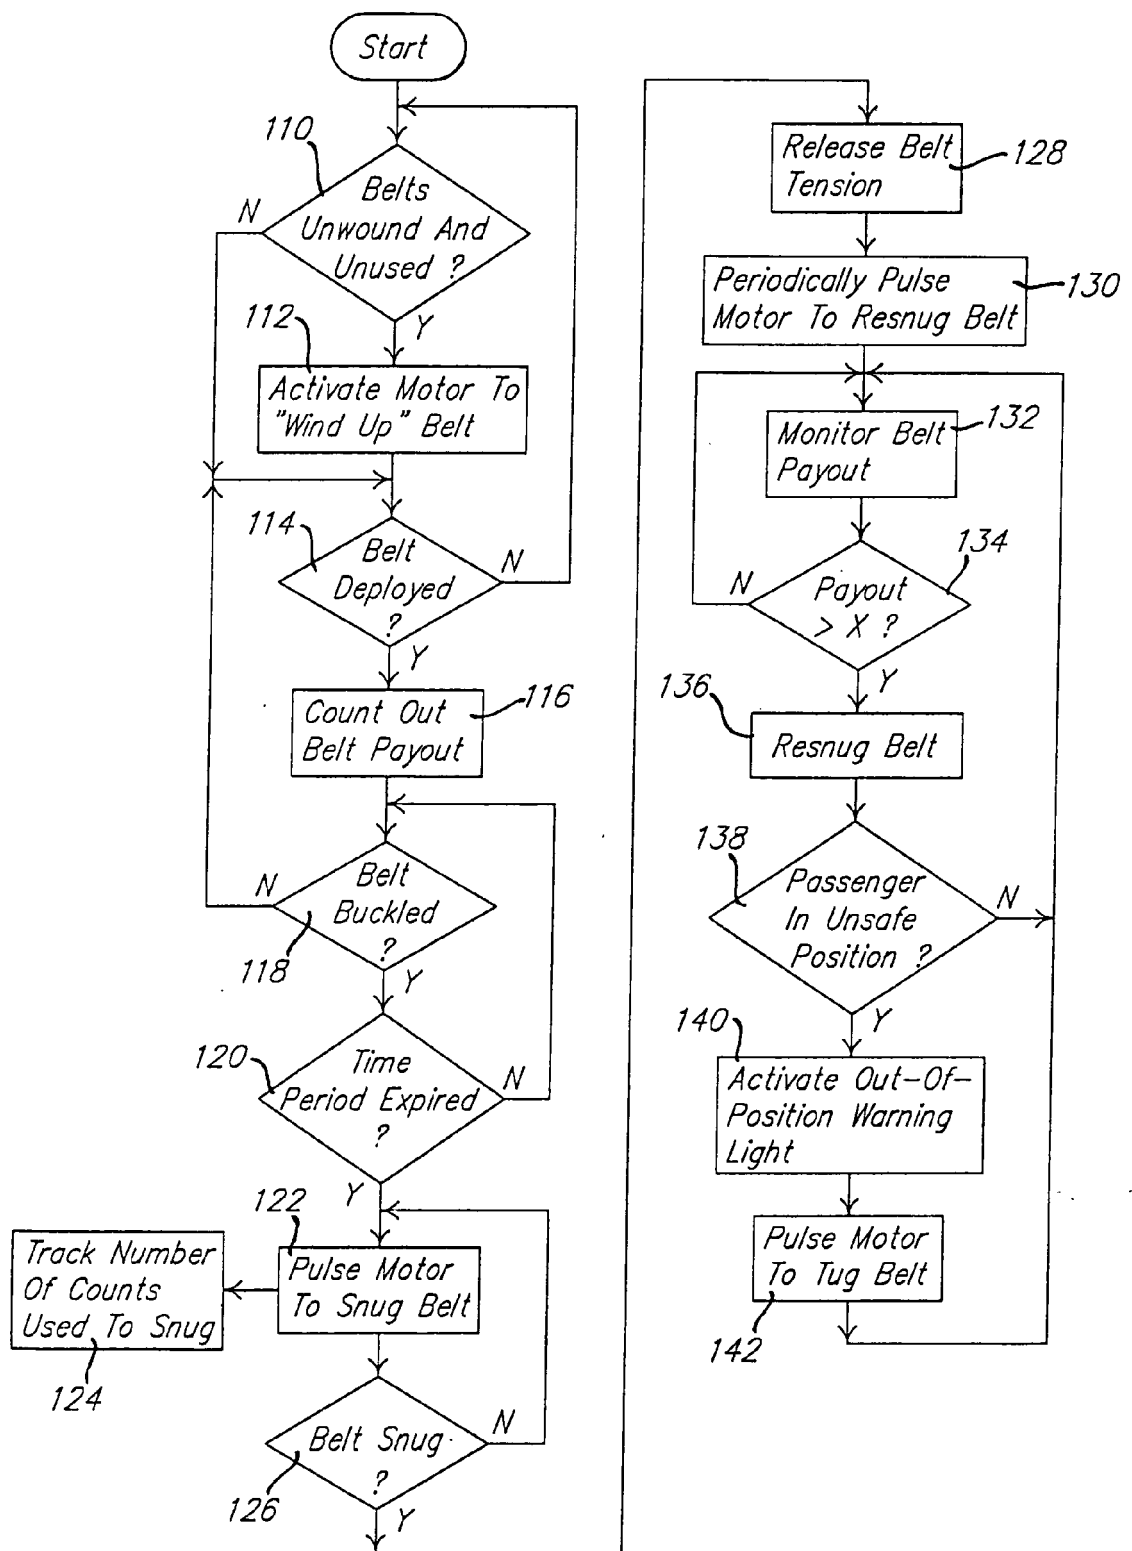 Start
110
Belts
Unwound And
Unused ?
N
Y
112
Activate Motor To
"Wind Up" Belt
114
Belt
Deployed
?
N
Y
116
Count Out
Belt Payout
Belt
Buckled
?
N
118
Y
120
Time
Period Expired
?
N
Y
122
Pulse Motor
To Snug Belt
Track Number
Of Counts
Used To Snug
124
Belt Snug
?
N
126
Y
Release Belt
Tension
128
Periodically Pulse
Motor To Resnug Belt
130
Monitor Belt
Payout
132
134
Payout
> X ?
N
Y
136
Resnug Belt
138
Passenger
In Unsafe
Position ?
N
Y
140
Activate Out-Of-
Position Warning
Light
Pulse Motor
To Tug Belt
142